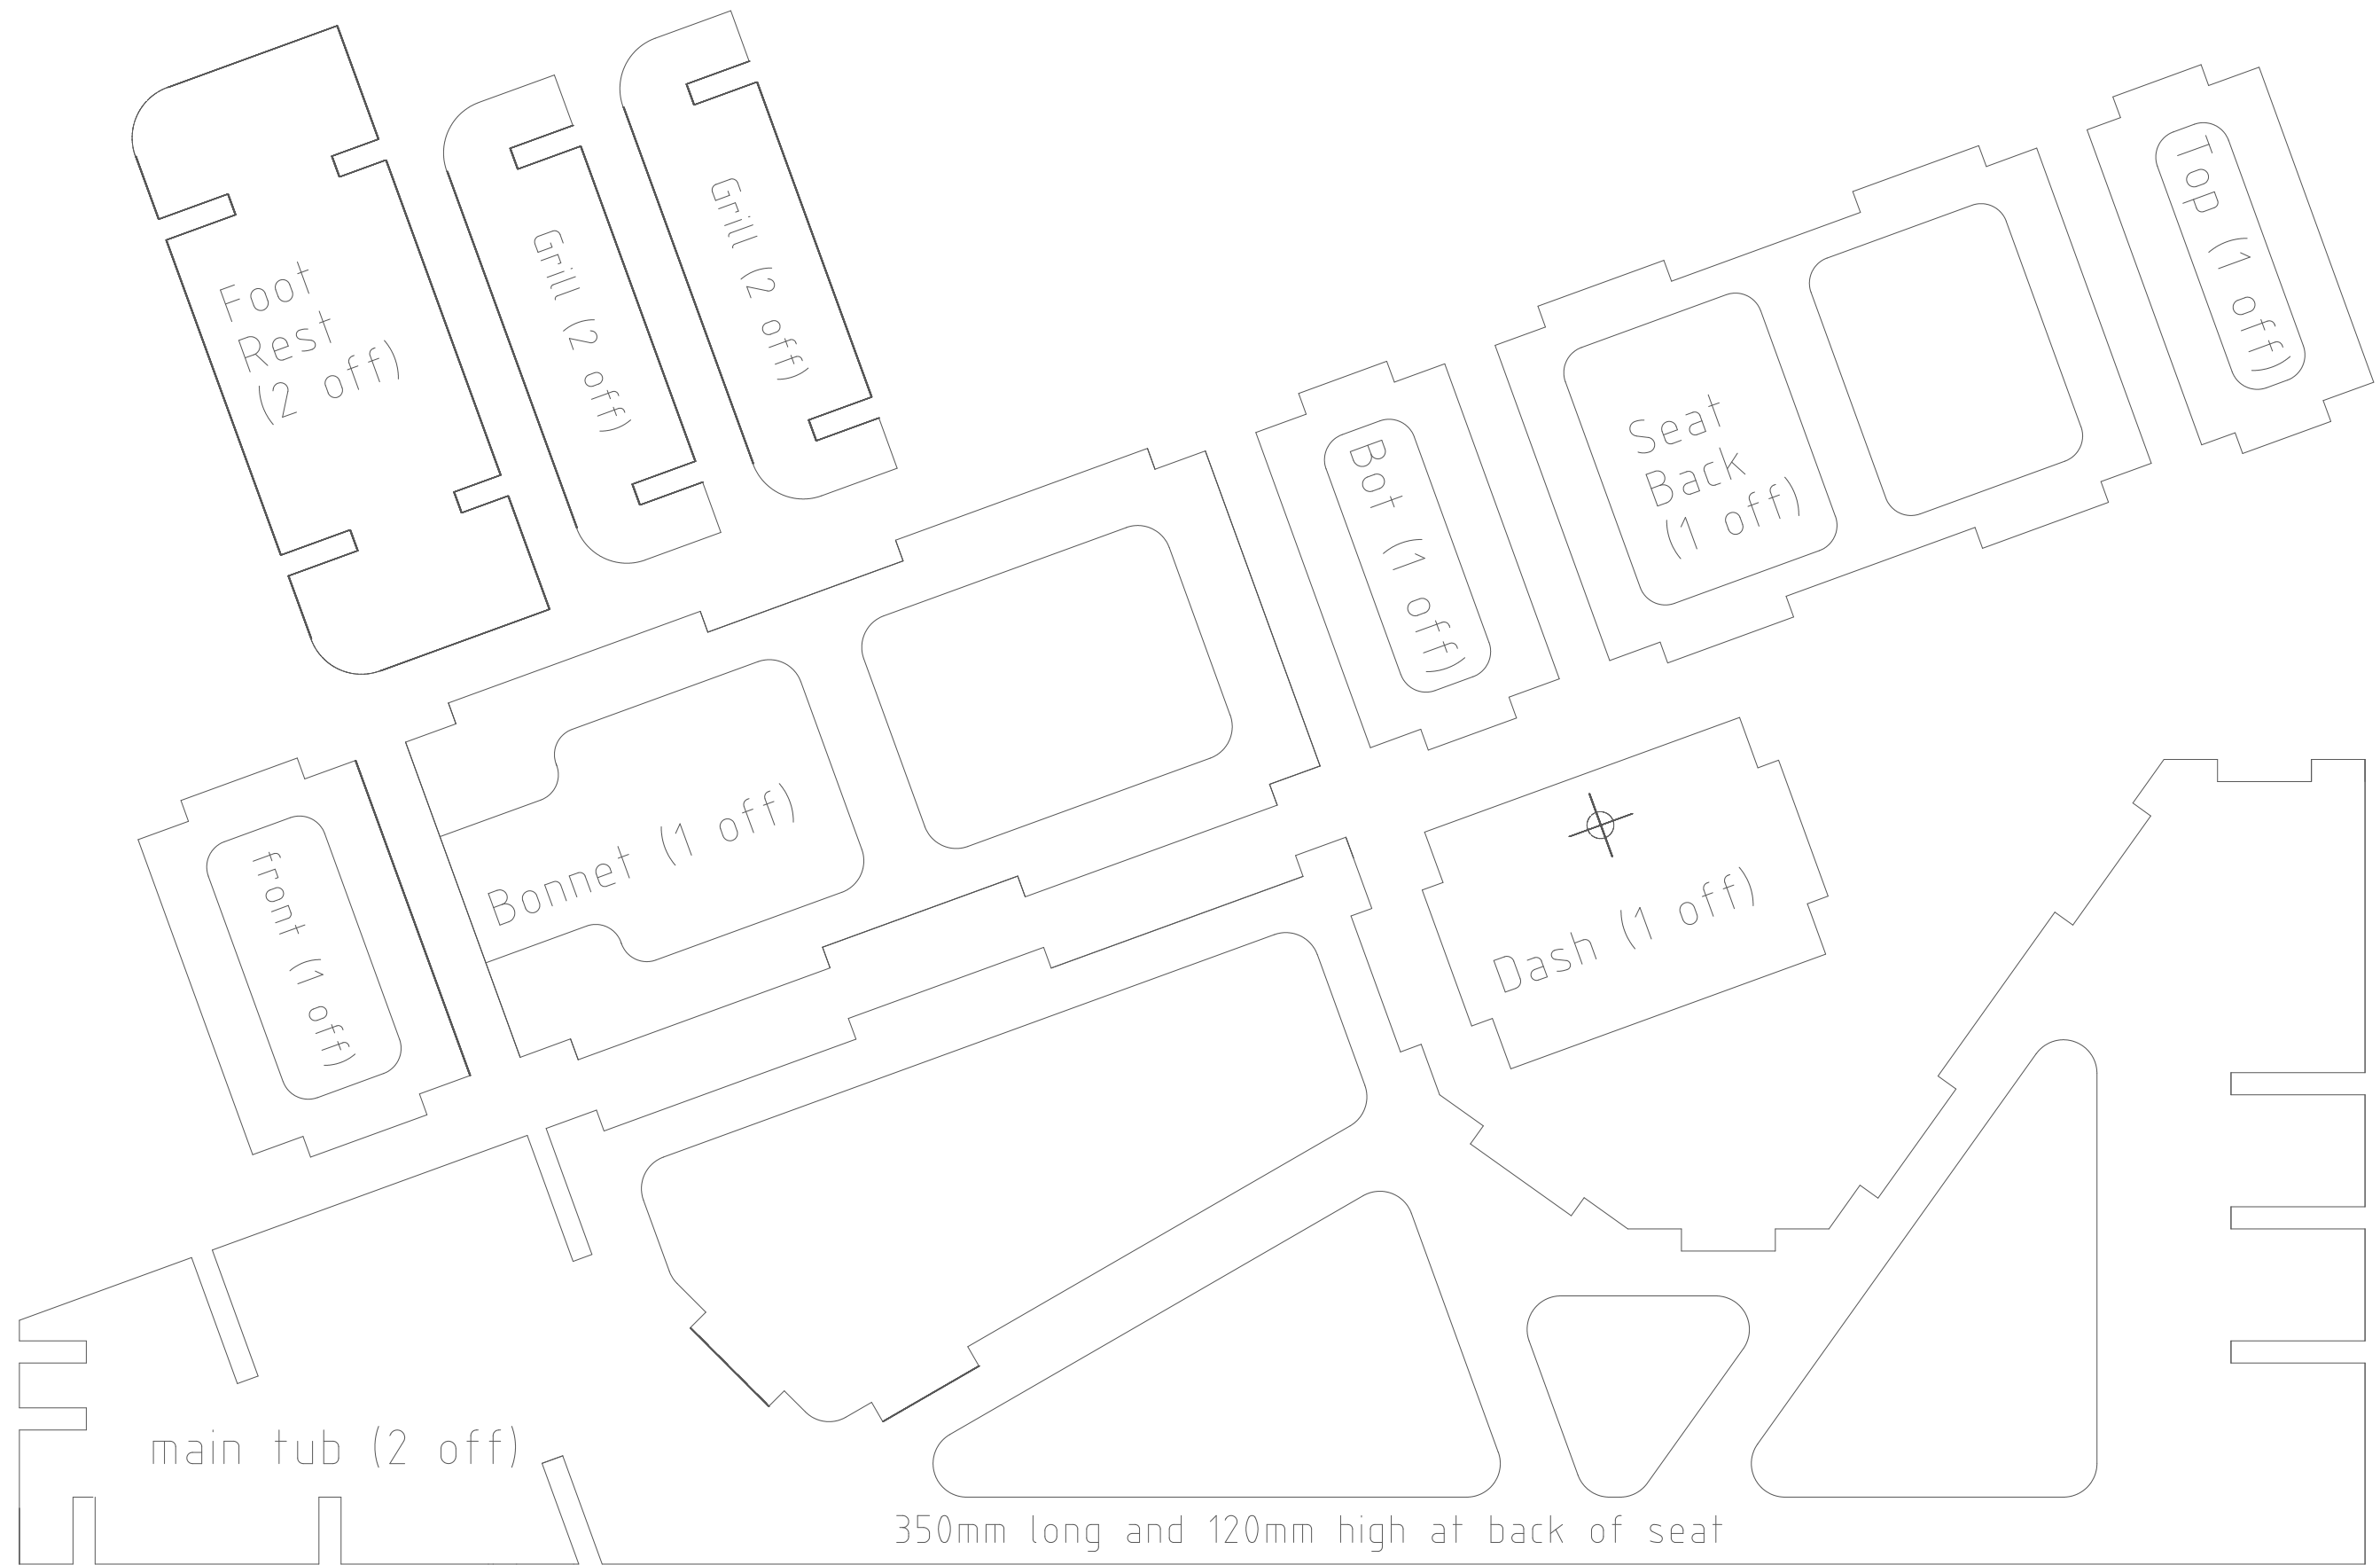 Foot
Rest
(2 off)
Grill (2 off)
Grill (2 off)
Top (1 off)
Seat
Back
(1 off)
Bot (1 off)
Bonnet (1 off)
front (1 off)
Dash (1 off)
main tub (2 off)
350mm long and 120mm high at back of seat